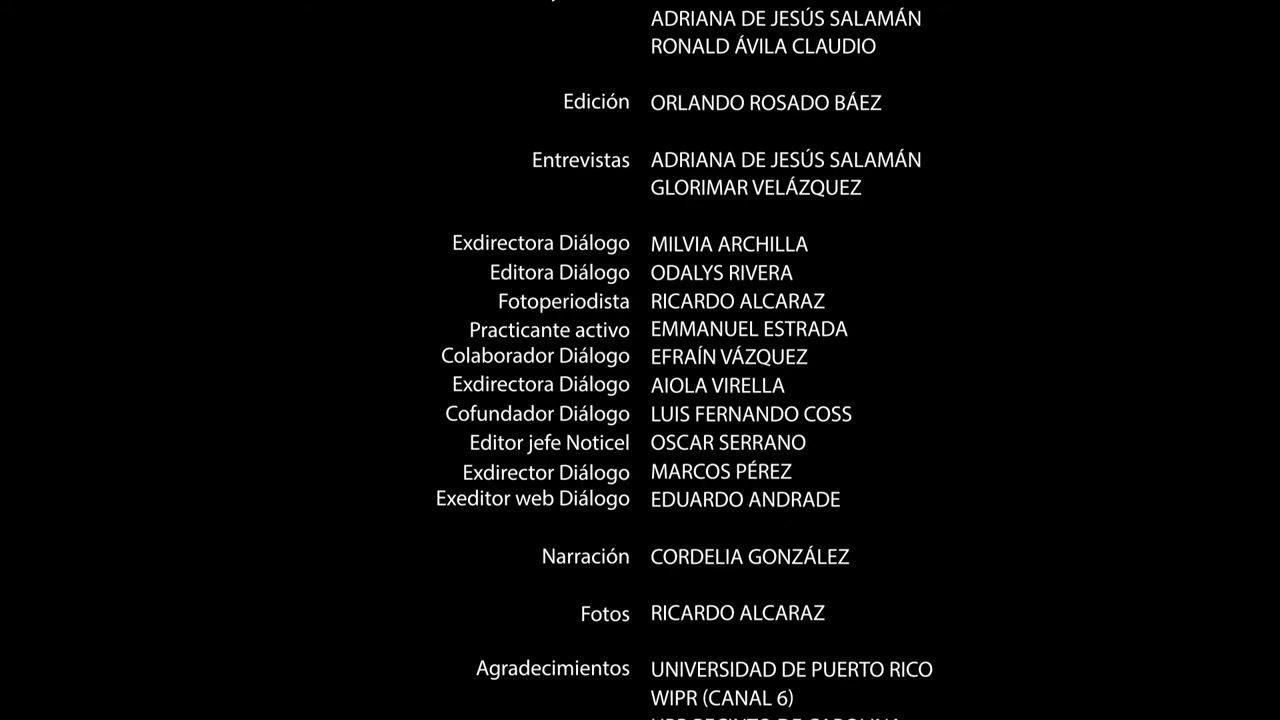 ADRIANA DE JESÚS SALAMÁN
RONALD ÁVILA CLAUDIO
Edición ORLANDO ROSADO BÁEZ
Entrevistas ADRIANA DE JESÚS SALAMÁN
GLORIMAR VELÁZQUEZ
Exdirectora Diálogo MILVIA ARCHILLA
Editora Diálogo ODALYS RIVERA
Fotoperiodista RICARDO ALCARAZ
Practicante activo EMMANUEL ESTRADA
Colaborador Diálogo EFRAÍN VÁZQUEZ
Exdirectora Diálogo AIOLA VIRELLA
Cofundador Diálogo LUIS FERNANDO COSS
Editor jefe Noticel OSCAR SERRANO
Exdirector Diálogo MARCOS PÉREZ
Exeditor web Diálogo EDUARDO ANDRADE
Narración CORDELIA GONZÁLEZ
Fotos RICARDO ALCARAZ
Agradecimientos UNIVERSIDAD DE PUERTO RICO
WIPR (CANAL 6)